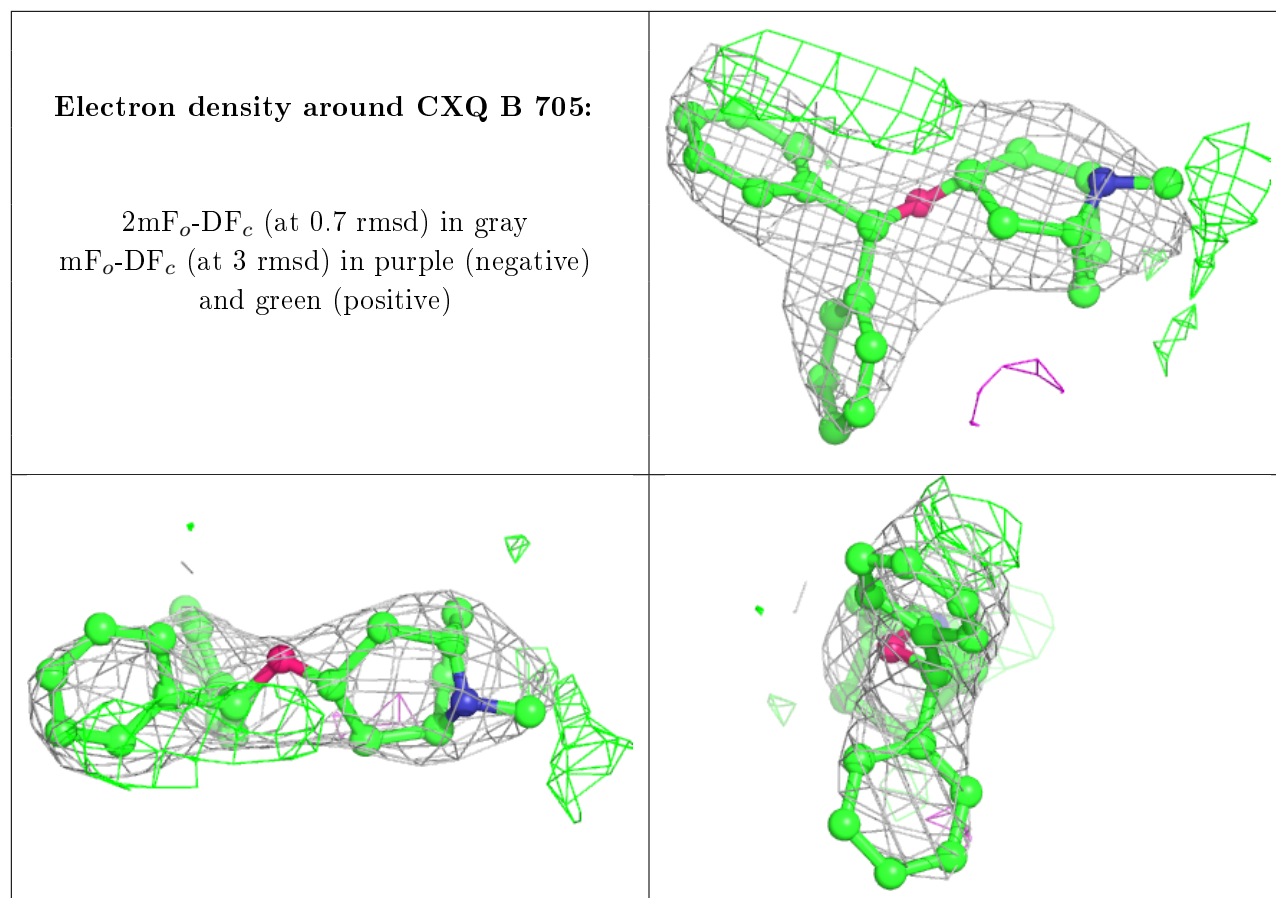 Electron density around CXQ B 705:
2mFₒ-DF𝒸 (at 0.7 rmsd) in gray
mFₒ-DF𝒸 (at 3 rmsd) in purple (negative)
and green (positive)